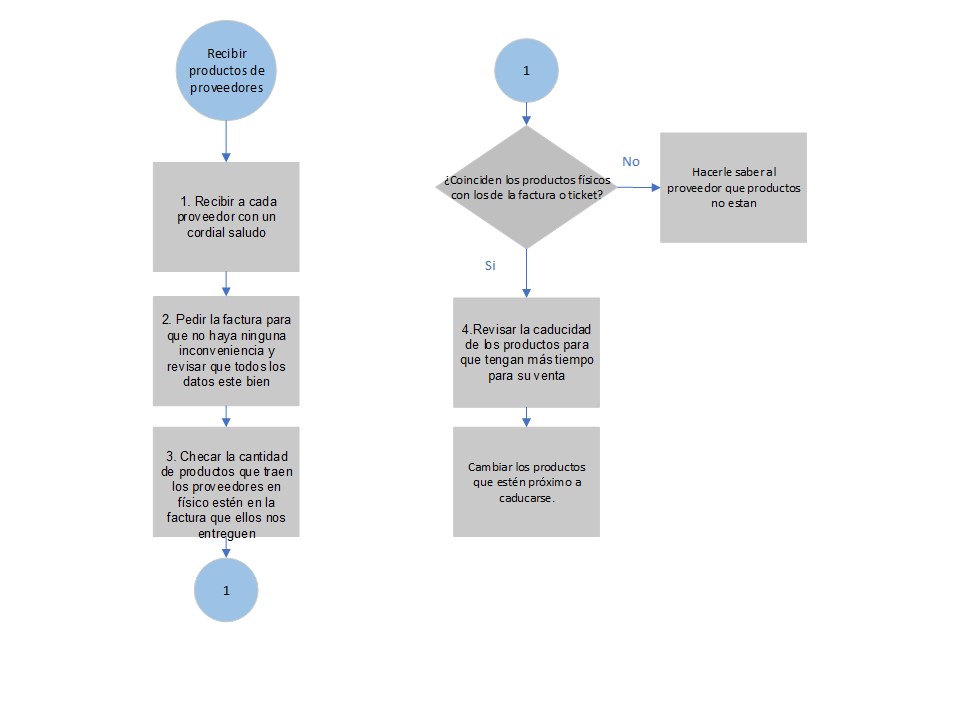 Recibir
productos de
proveedores
1. Recibir a cada
proveedor con un
cordial saludo
2. Pedir la factura para
que no haya ninguna
inconveniencia y
revisar que todos los
datos este bien
3. Checar la cantidad
de productos que traen
los proveedores en
físico estén en la
factura que ellos nos
entreguen
1
1
¿Coinciden los productos físicos
con los de la factura o ticket?
No
Hacerle saber al
proveedor que productos
no estan
Si
4.Revisar la caducidad
de los productos para
que tengan más tiempo
para su venta
Cambiar los productos
que estén próximo a
caducarse.